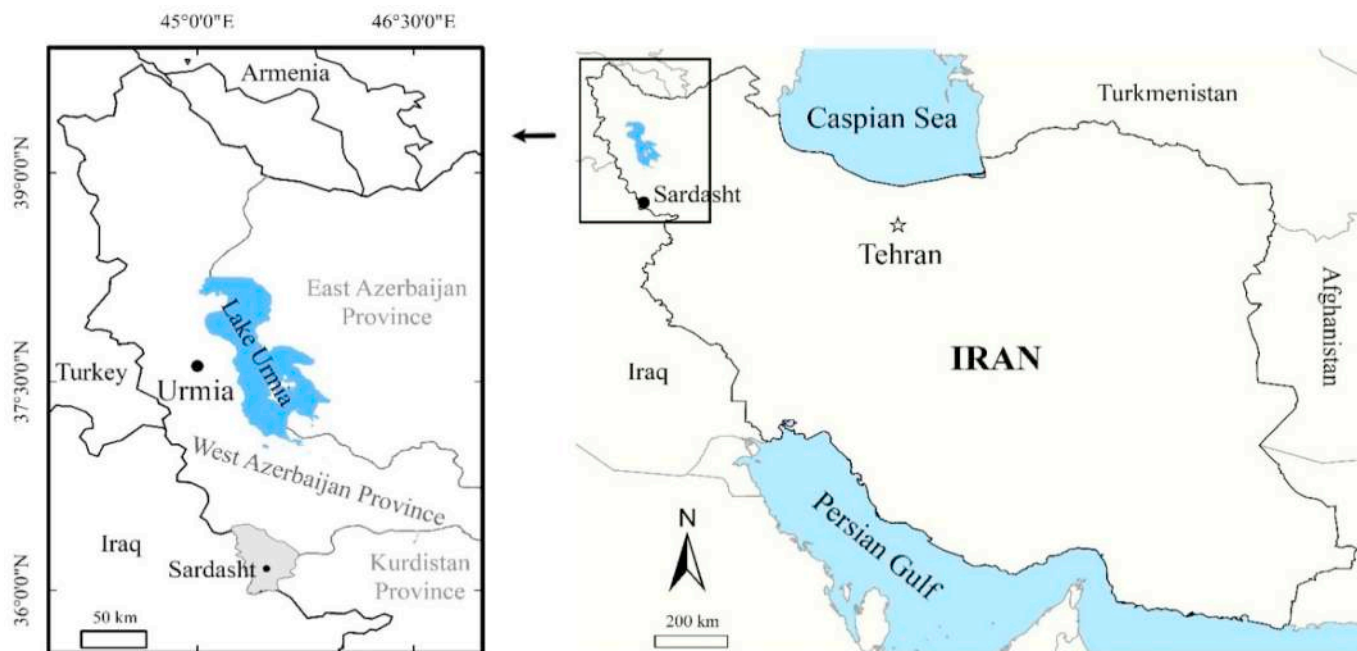 45°0'0"E
46°30'0"E
39°0'0"N
37°30'0"N
36°0'0"N
Armenia
East Azerbaijan
Province
Lake Urmia
Turkey
Urmia
West Azerbaijan Province
Iraq
Sardasht
Kurdistan
Province
50 km
Caspian Sea
Turkmenistan
Sardasht
Tehran
Afghanistan
IRAN
Iraq
Persian Gulf
N
200 km